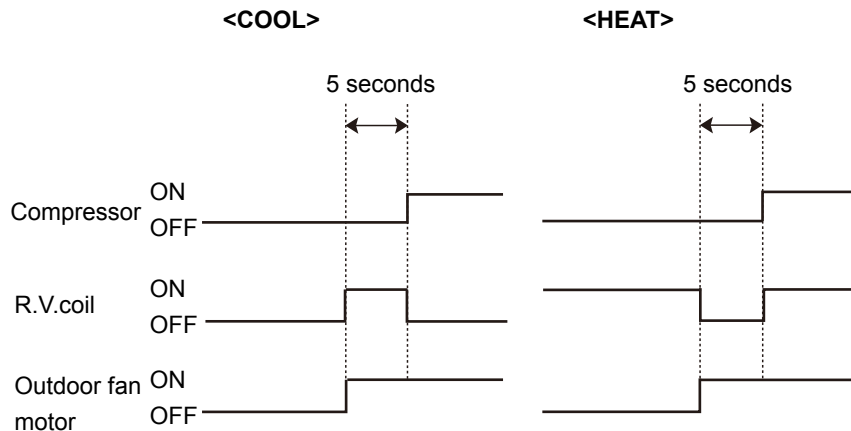 <COOL> <HEAT>
5 seconds 5 seconds
Compressor ON
OFF
R.V.coil ON
OFF
Outdoor fan motor ON
OFF